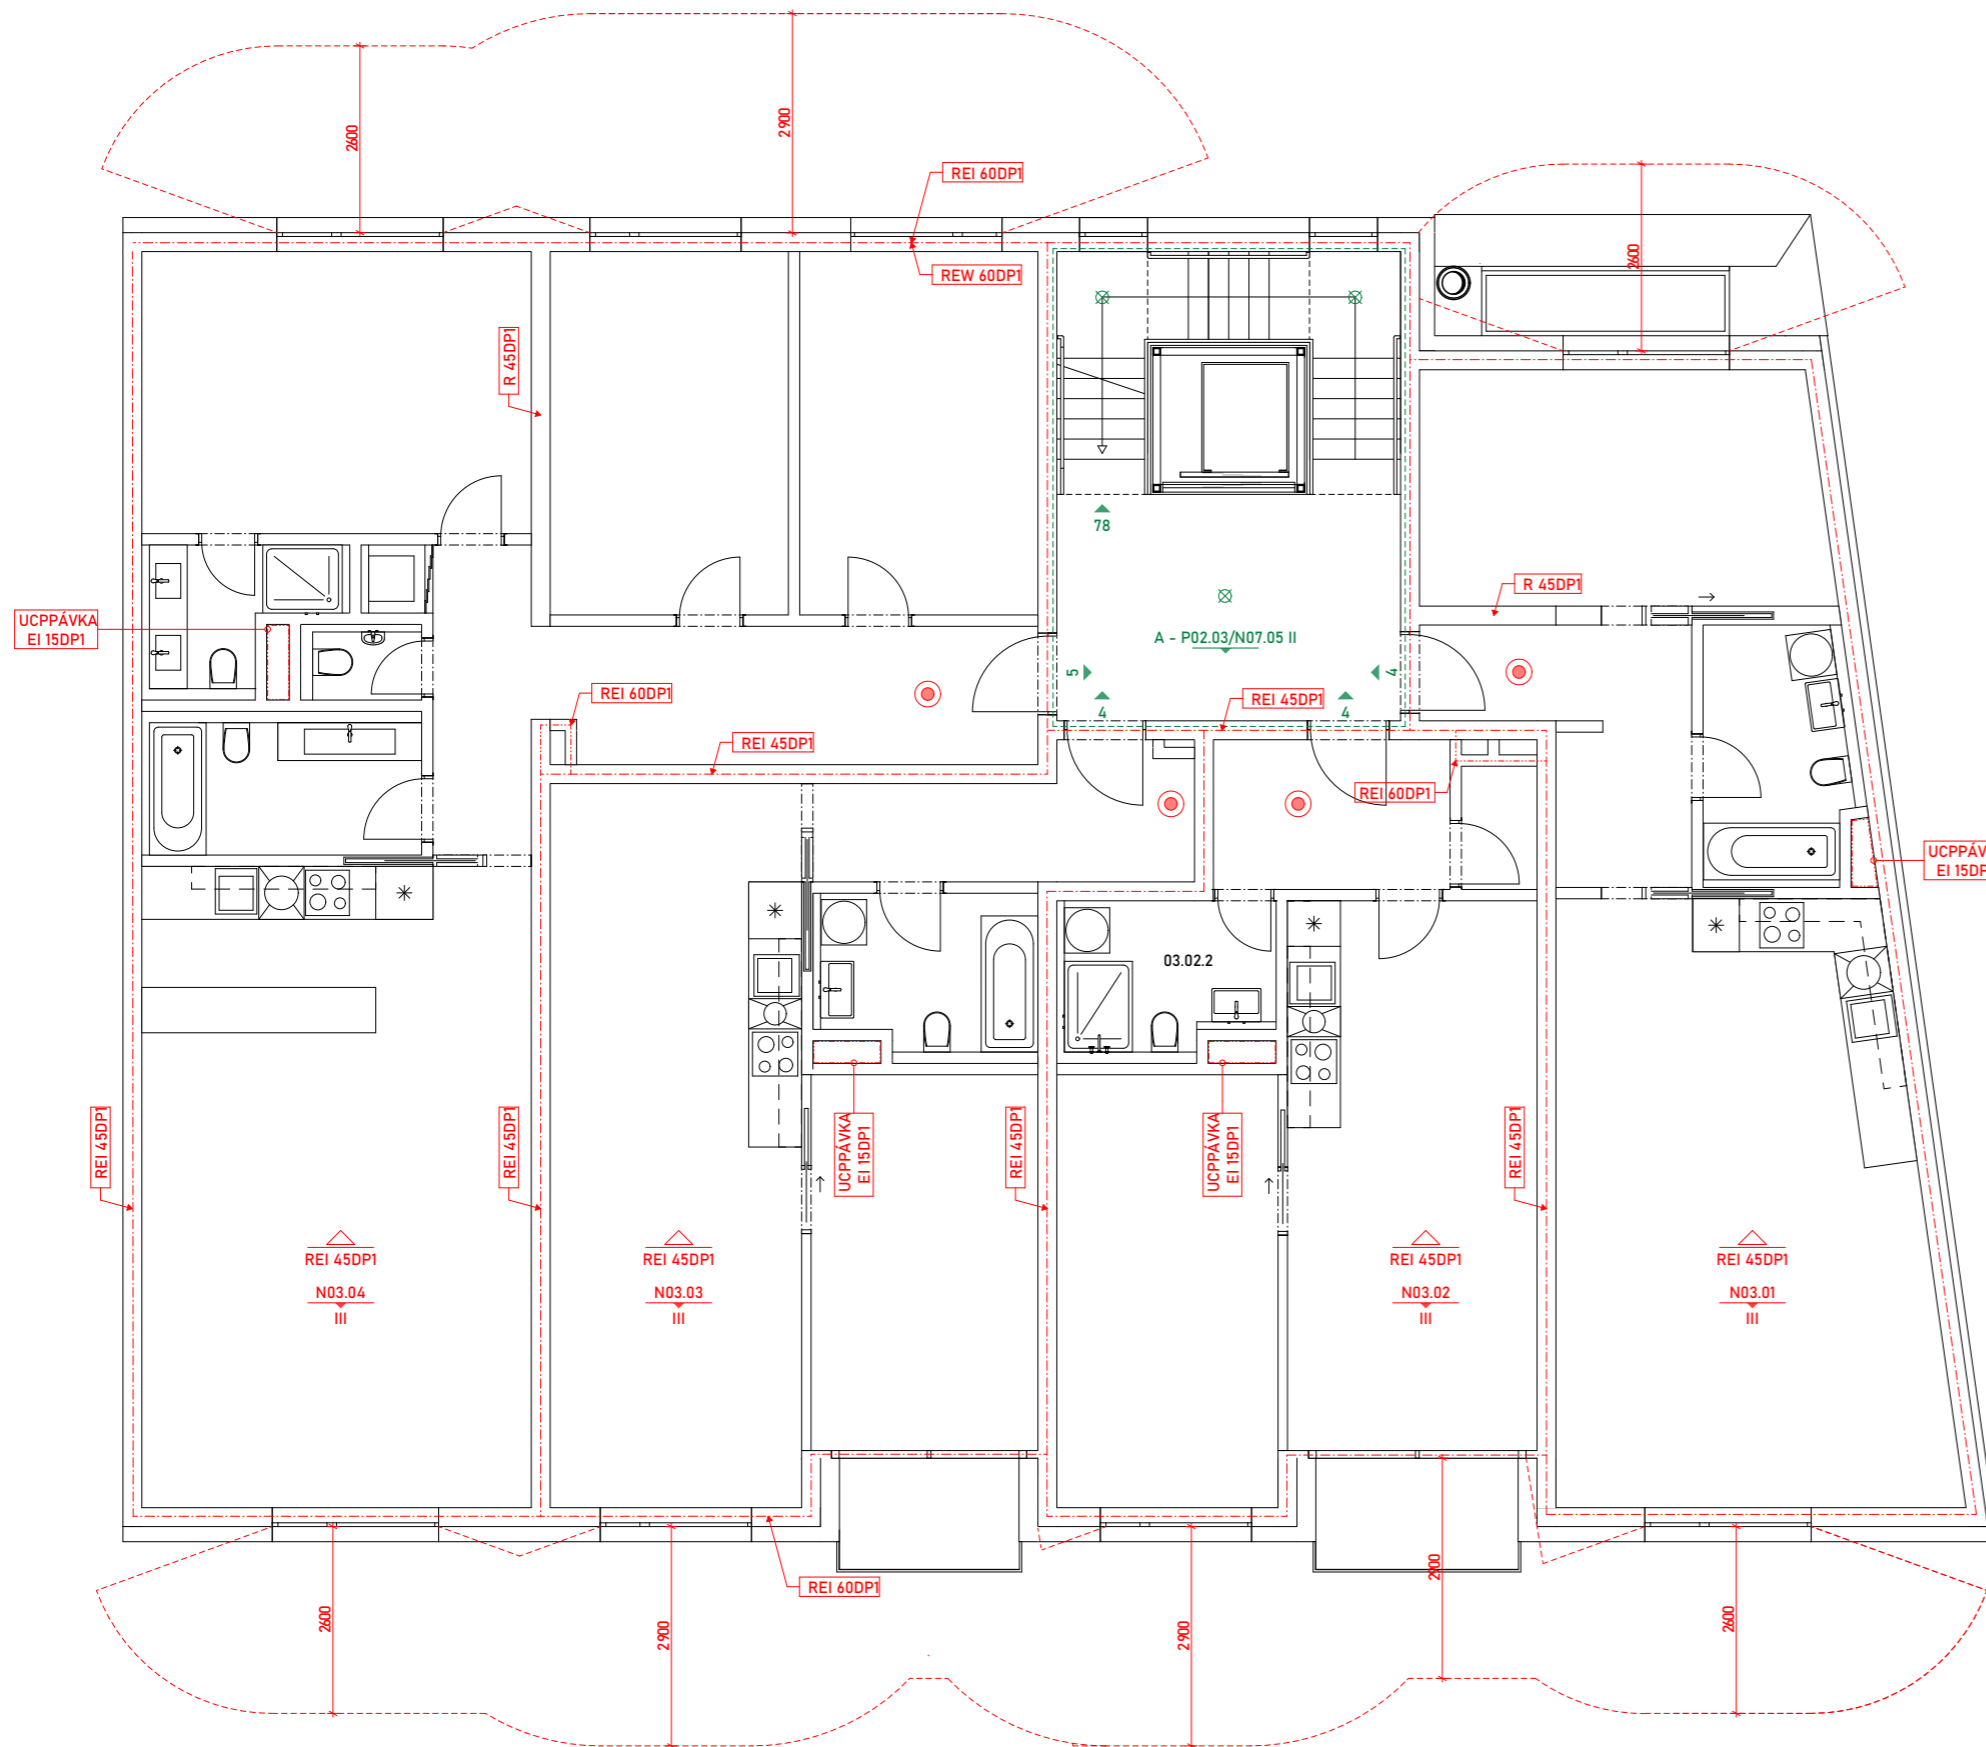 2600
2900
REI 60DP1
REW 60DP1
2600
R 45DP1
78
R 45DP1
UCPPÁVKA
EI 15DP1
A - P02.03/N07.05 II
5
4
4
4
REI 60DP1
REI 45DP1
REI 45DP1
REI 60DP1
UCPPÁV
EI 15DP
03.02.2
REI 45DP1
REI 45DP1
UCPPÁVKA
EI 15DP1
REI 45DP1
UCPPÁVKA
EI 15DP1
REI 45DP1
REI 45DP1
N03.04
III
REI 45DP1
N03.03
III
REI 45DP1
N03.02
III
REI 45DP1
N03.01
III
REI 60DP1
2600
2900
2900
2900
2600